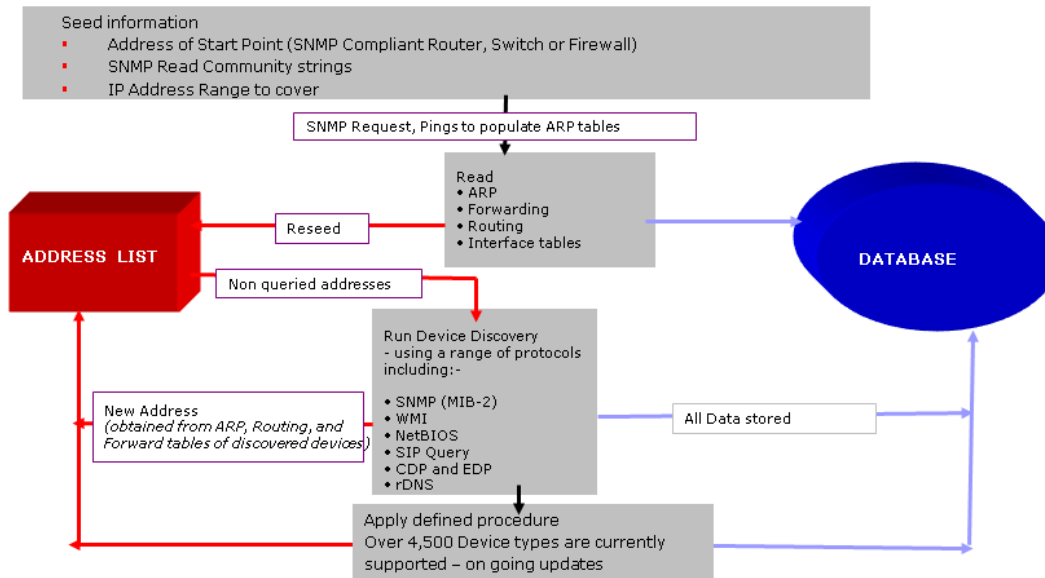 Seed information
Address of Start Point (SNMP Compliant Router, Switch or Firewall)
SNMP Read Community strings
IP Address Range to cover
SNMP Request, Pings to populate ARP tables
Read
• ARP
• Forwarding
• Routing
• Interface tables
Reseed
ADDRESS LIST
DATABASE
Non queried addresses
Run Device Discovery
- using a range of protocols
including:-
• SNMP (MIB-2)
• WMI
• NetBIOS
• SIP Query
• CDP and EDP
• rDNS
New Address
(obtained from ARP, Routing, and
Forward tables of discovered devices)
All Data stored
Apply defined procedure
Over 4,500 Device types are currently
supported – on going updates